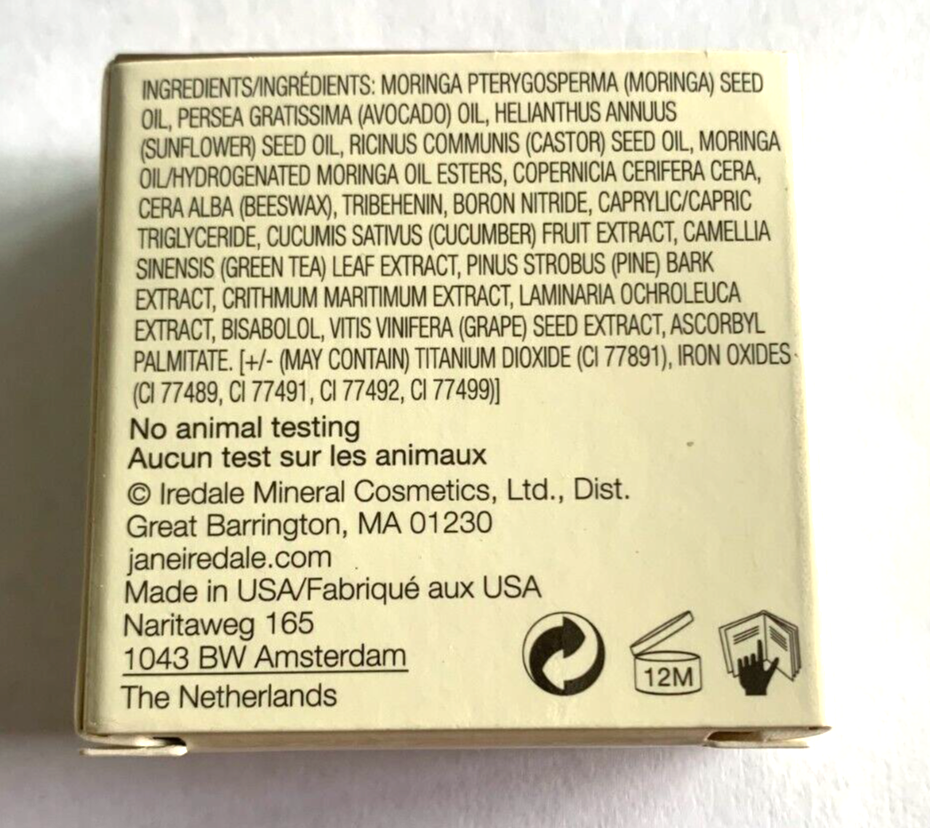 INGREDIENTS/INGRÉDIENTS: MORINGA PTERYGOSPERMA (MORINGA) SEED
OIL, PERSEA GRATISSIMA (AVOCADO) OIL, HELIANTHUS ANNUUS
(SUNFLOWER) SEED OIL, RICINUS COMMUNIS (CASTOR) SEED OIL, MORINGA
OIL/HYDROGENATED MORINGA OIL ESTERS, COPERNICIA CERIFERA CERA,
CERA ALBA (BEESWAX), TRIBEHENIN, BORON NITRIDE, CAPRYLIC/CAPRIC
TRIGLYCERIDE, CUCUMIS SATIVUS (CUCUMBER) FRUIT EXTRACT, CAMELLIA
SINENSIS (GREEN TEA) LEAF EXTRACT, PINUS STROBUS (PINE) BARK
EXTRACT, CRITHMUM MARITIMUM EXTRACT, LAMINARIA OCHROLEUCA
EXTRACT, BISABOLOL, VITIS VINIFERA (GRAPE) SEED EXTRACT, ASCORBYL
PALMITATE. [+/- (MAY CONTAIN) TITANIUM DIOXIDE (CI 77891), IRON OXIDES
(CI 77489, CI 77491, CI 77492, CI 77499)]
No animal testing
Aucun test sur les animaux
© Iredale Mineral Cosmetics, Ltd., Dist.
Great Barrington, MA 01230
janeiredale.com
Made in USA/Fabriqué aux USA
Naritaweg 165
1043 BW Amsterdam
The Netherlands
12M